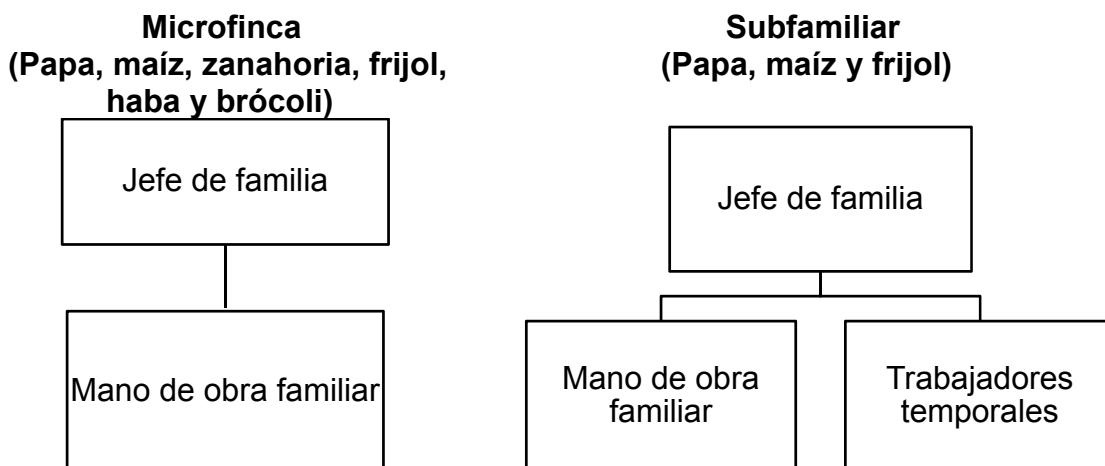 Microfinca
(Papa, maíz, zanahoria, frijol,
haba y brócoli)
Jefe de familia
Mano de obra familiar
Subfamiliar
(Papa, maíz y frijol)
Jefe de familia
Mano de obra
familiar
Trabajadores
temporales